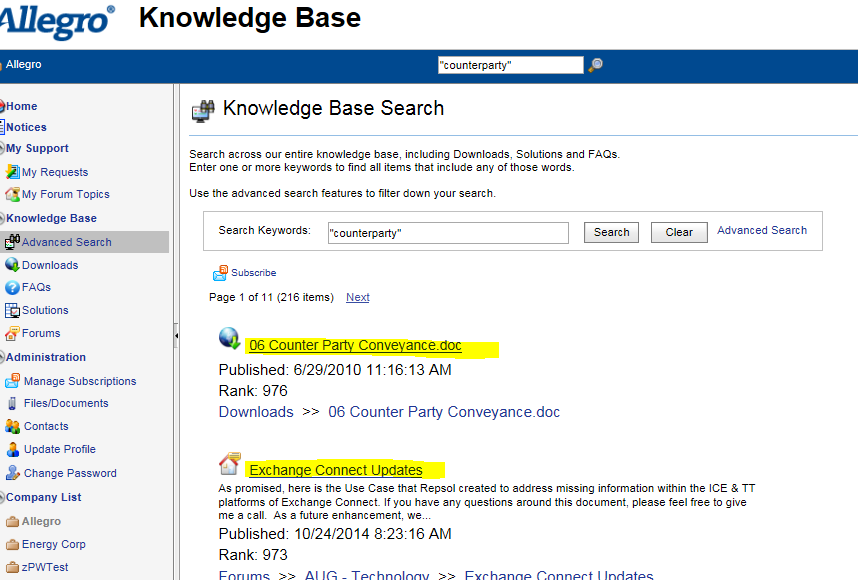 Allegro®
Knowledge Base
Allegro
"counterparty"
Home
Notices
My Support
My Requests
My Forum Topics
Knowledge Base
Advanced Search
Downloads
FAQs
Solutions
Forums
Administration
Manage Subscriptions
Files/Documents
Contacts
Update Profile
Change Password
Company List
Allegro
Energy Corp
zPWTest
Knowledge Base Search
Search across our entire knowledge base, including Downloads, Solutions and FAQs.
Enter one or more keywords to find all items that include any of those words.
Use the advanced search features to filter down your search.
Search Keywords: "counterparty" Search Clear Advanced Search
Subscribe
Page 1 of 11 (216 items) Next
06 Counter Party Conveyance.doc
Published: 6/29/2010 11:16:13 AM
Rank: 976
Downloads >> 06 Counter Party Conveyance.doc
Exchange Connect Updates
As promised, here is the Use Case that Repsol created to address missing information within the ICE & TT
platforms of Exchange Connect. If you have any questions around this document, please feel free to give
me a call. As a future enhancement, we...
Published: 10/24/2014 8:23:16 AM
Rank: 973
Forums >> AUG - Technology >> Exchange Connect Updates